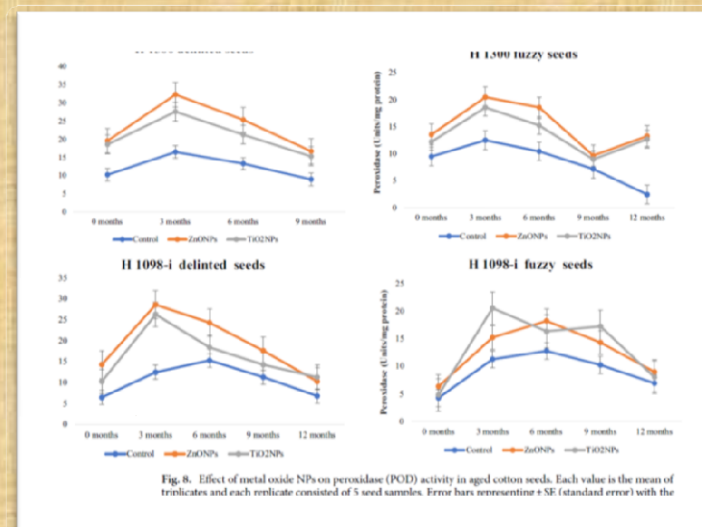 H 1300 fuzzy seeds
40
35
30
25
20
15
10
5
0
0 months 3 months 6 months 9 months
Control ZnONPs TiO2NPs
Peroxidase (Units/mg protein)
25
20
15
10
5
0
0 months 3 months 6 months 9 months 12 months
Control ZnONPs TiO2NPs
H 1098-i delinted seeds
35
30
25
20
15
10
5
0
0 months 3 months 6 months 9 months 12 months
Control ZnONPs TiO2NPs
H 1098-i fuzzy seeds
Peroxidase (Units/mg protein)
25
20
15
10
5
0
0 months 3 months 6 months 9 months 12 months
Control ZnONPs TiO2NPs
Fig. 8. Effect of metal oxide NPs on peroxidase (POD) activity in aged cotton seeds. Each value is the mean of
triplicates and each replicate consisted of 5 seed samples. Error bars representing ± SE (standard error) with the